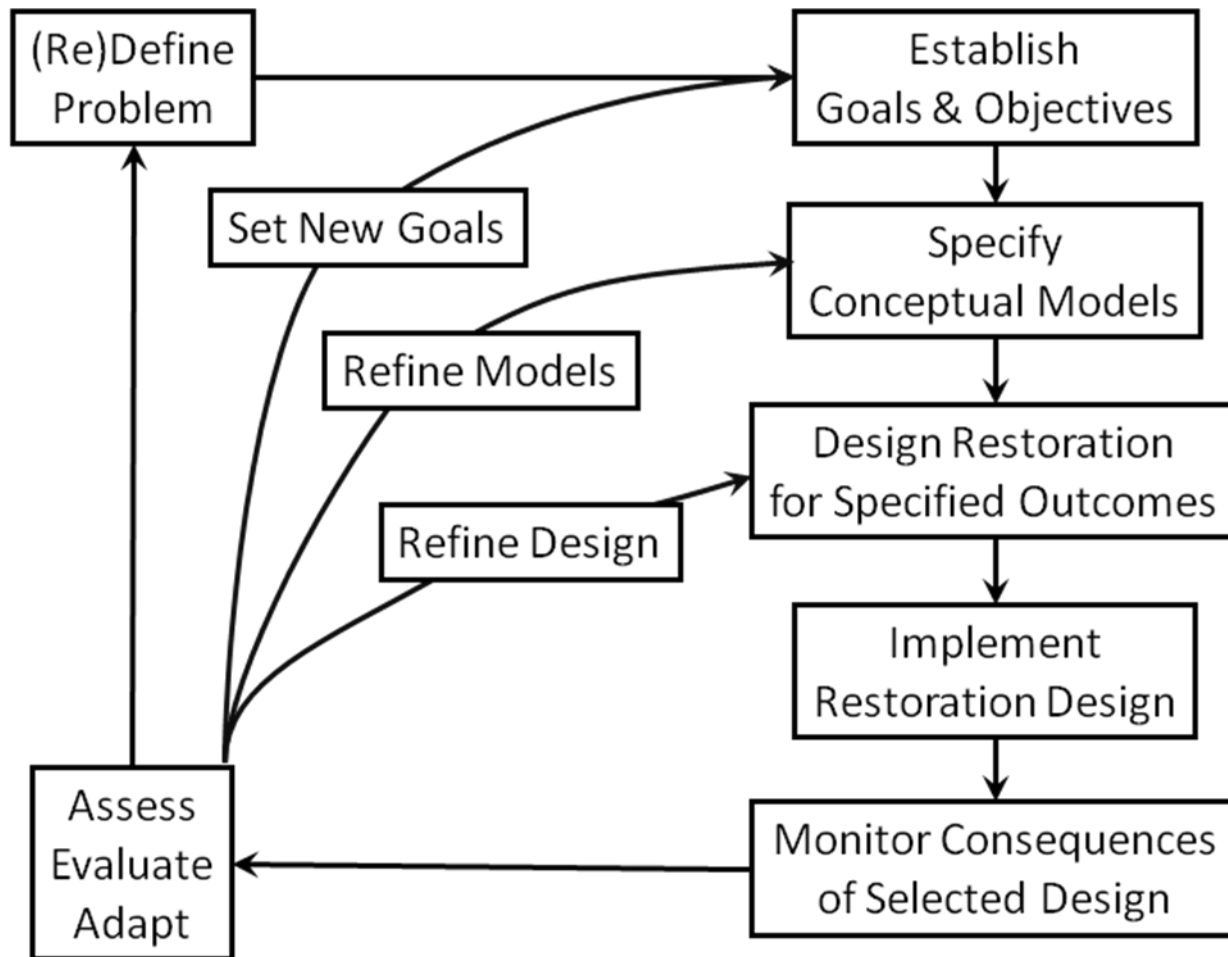 (Re)Define
Problem
Establish
Goals & Objectives
Set New Goals
Specify
Conceptual Models
Refine Models
Design Restoration
for Specified Outcomes
Refine Design
Implement
Restoration Design
Assess
Evaluate
Adapt
Monitor Consequences
of Selected Design